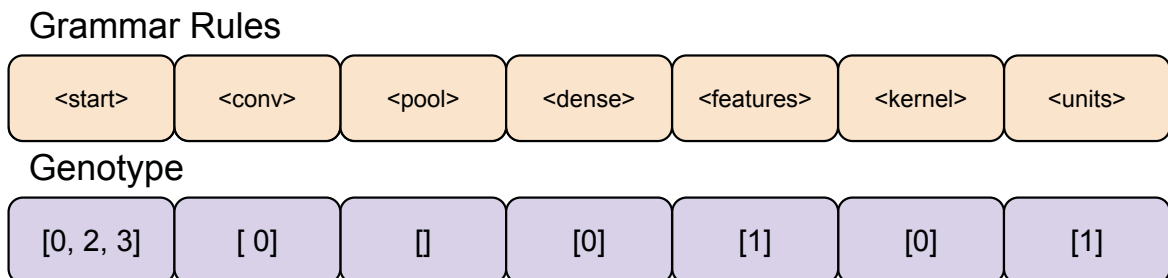 Grammar Rules
<start> <conv> <pool> <dense> <features> <kernel> <units>
Genotype
[0, 2, 3] [ 0] [] [0] [1] [0] [1]